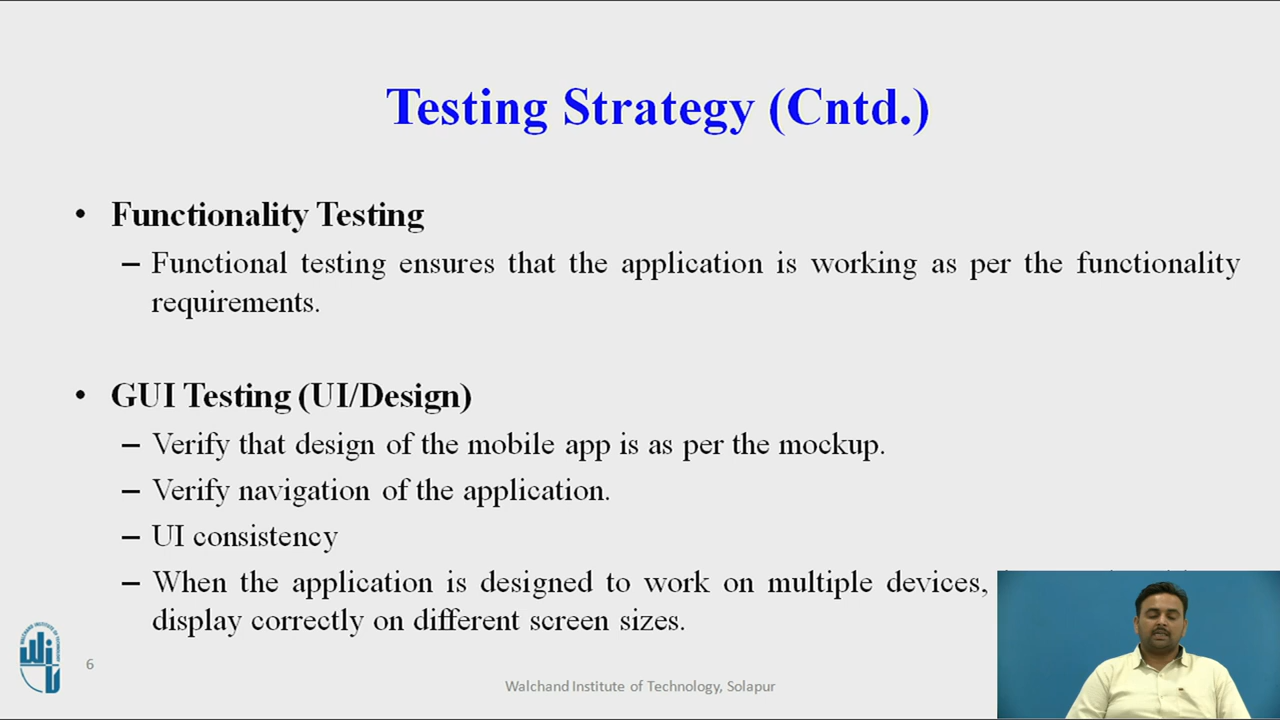 Testing Strategy (Cntd.)
• Functionality Testing
– Functional testing ensures that the application is working as per the functionality
requirements.
• GUI Testing (UI/Design)
– Verify that design of the mobile app is as per the mockup.
– Verify navigation of the application.
– UI consistency
– When the application is designed to work on multiple devices,
display correctly on different screen sizes.
6
Walchand Institute of Technology, Solapur